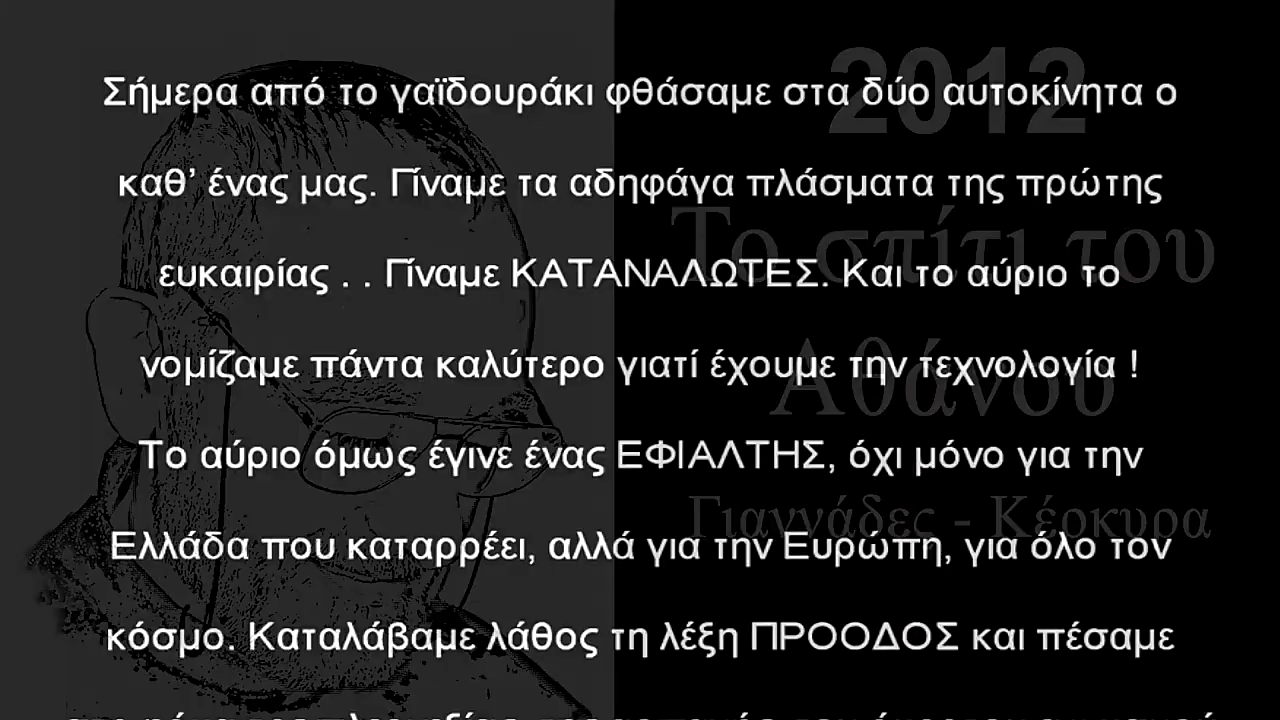 Σήμερα από το γαϊδουράκι φθάσαμε στα δύο αυτοκίνητα ο
καθ’ ένας μας. Γίναμε τα αδηφάγα πλάσματα της πρώτης
ευκαιρίας . . Γίναμε ΚΑΤΑΝΑΛΩΤΕΣ. Και το αύριο το
νομίζαμε πάντα καλύτερο γιατί έχουμε την τεχνολογία !
Το αύριο όμως έγινε ένας ΕΦΙΑΛΤΗΣ, όχι μόνο για την
Ελλάδα που καταρρέει, αλλά για την Ευρώπη, για όλο τον
κόσμο. Καταλάβαμε λάθος τη λέξη ΠΡΟΟΔΟΣ και πέσαμε
2012
Το σπίτι του
Αθάνου
Γιαννάδες - Κέρκυρα